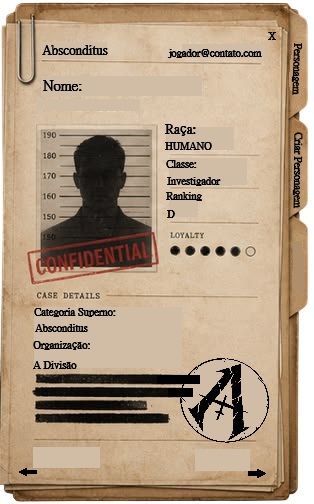 X
Absconditus jogador@contato.com
Nome:
Personagem
Criar Personagem
Raça:
HUMANO
Classe:
Investigador
Ranking
D
LOYALTY
190
180
170
160
150
CONFIDENTIAL
CASE DETAILS
Categoria Superno:
Absconditus
Organização:
A Divisão
A